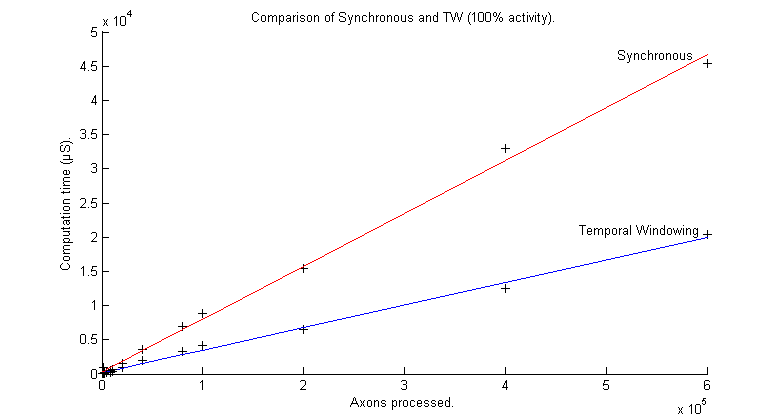 Comparison of Synchronous and TW (100% activity).
x 10^4
5
4.5
4
3.5
3
2.5
2
1.5
1
0.5
0
Computation time (µS).
Synchronous
Temporal Windowing
0 1 2 3 4 5 6
Axons processed.
x 10^5